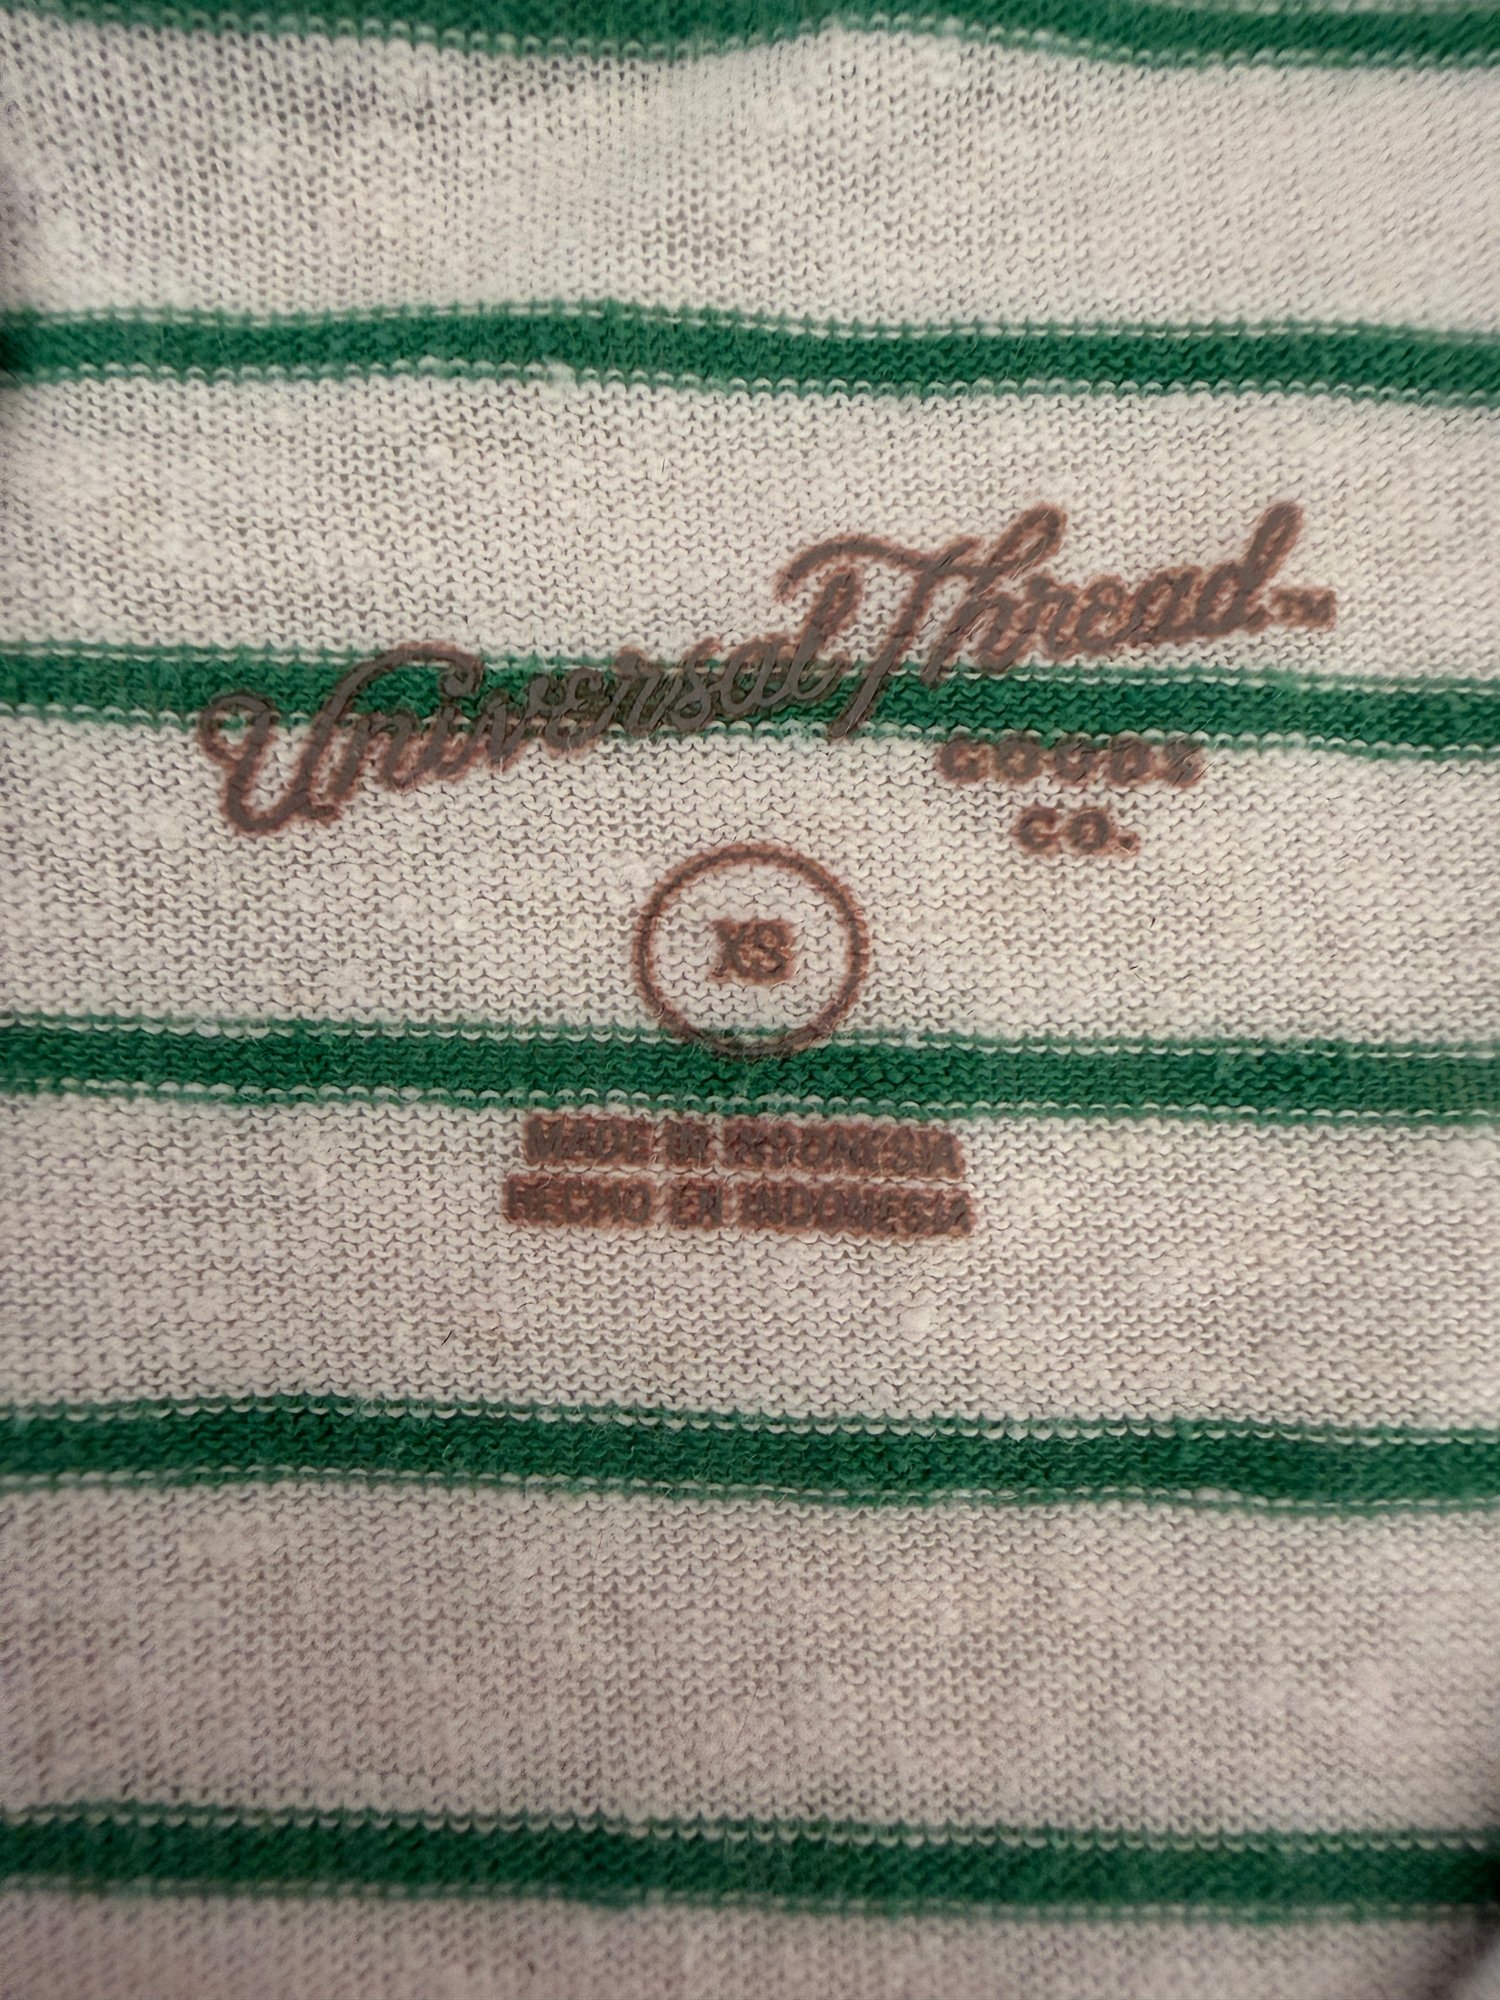 Universal Thread™
GOODS
CO.
XS
MADE IN INDONESIA
HECHO EN INDONESIA